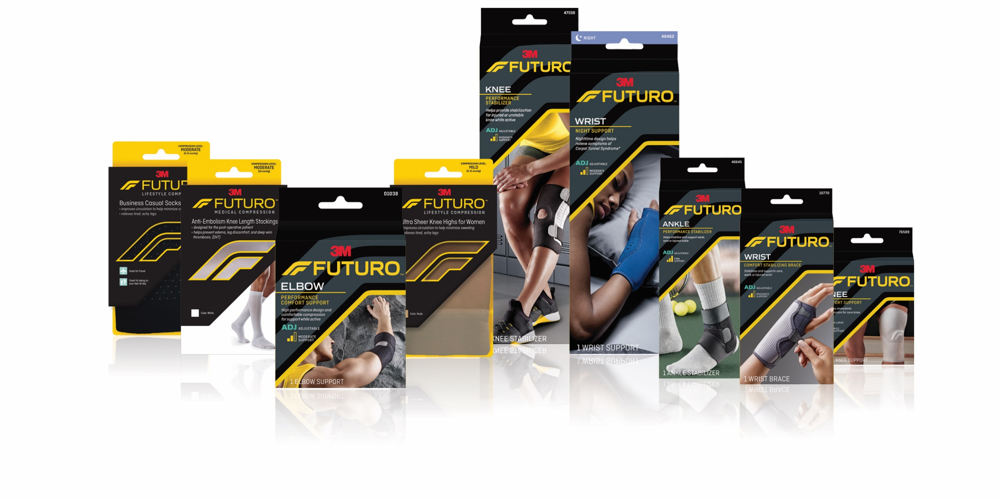 COMPRESSION LEVEL:
MODERATE
(8-15 mmHg)
3M
FUTU
LIFESTYLE COMP
Business Casual Socks
• improves circulation to help minimize s
• relieves tired, achy legs
Great for Travel
Great for being on
your feet all day
COMPRESSION LEVEL:
MODERATE
(18 mmHg)
3M
FUTURO™
MEDICAL COMPRESSION
Anti-Embolism Knee Length Stockings
• designed for the post-operative patient
• helps prevent edema, leg discomfort, and deep vein
thrombosis, (DVT)
Color: White
01038
3M
FUTURO™
ELBOW
PERFORMANCE
COMFORT SUPPORT
High performance design and
comfortable compression
for support while active
ADJ ADJUSTABLE
MODERATE
SUPPORT
1 ELBOW SUPPORT
COMPRESSION LEVEL:
MILD
(8-15 mmHg)
3M
FUTURO™
LIFESTYLE COMPRESSION
Ultra Sheer Knee Highs for Women
improves circulation to help minimize sweeling
relieves tired, achy legs
Color: Nude
47550
3M
FUTURO
KNEE
PERFORMANCE
STABILIZER
Helps provide stabilization
for injured or unstable
knee while active
ADJ ADJUSTABLE
MODERATE
SUPPORT
KNEE STABILIZER
NIGHT
48462
3M
FUTURO™
WRIST
NIGHT SUPPORT
Nighttime design helps
relieve symptoms of
Carpal Tunnel Syndrome*
ADJ ADJUSTABLE
MODERATE
SUPPORT
1 WRIST SUPPORT
46645
3M
FUTURO
ANKLE
PERFORMANCE STABILIZER
Helps stabilize and support weak,
sore or injured ankle
ADJ ADJUSTABLE
FIRM
SUPPORT
1 ANKLE STABILIZER
10770
3M
FUTURO™
WRIST
COMFORT STABILIZING BRACE
Stabilizes and supports sore,
weak or injured wrist
ADJ ADJUSTABLE
MODERATE
SUPPORT
1 WRIST BRACE
76589
3M
FUTURO™
NEE
FORT SUPPORT
es immediate
ession for sore knee
LARGE
MILD
SUPPORT
KNEE SUPPORT